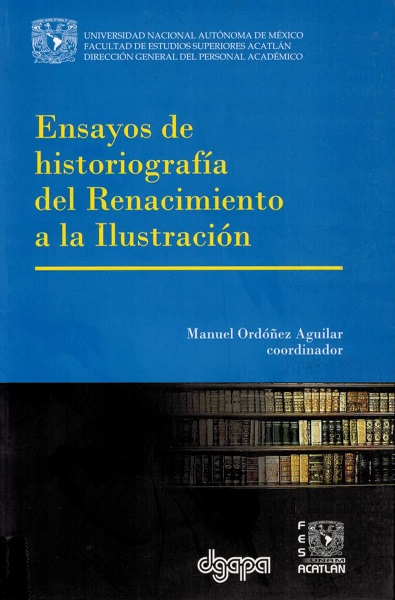 UNIVERSIDAD NACIONAL AUTÓNOMA DE MÉXICO
FACULTAD DE ESTUDIOS SUPERIORES ACATLÁN
DIRECCIÓN GENERAL DEL PERSONAL ACADÉMICO
Ensayos de
historiografía
del Renacimiento
a la Ilustración
Manuel Ordóñez Aguilar
coordinador
dgapa
FES
UNAM
ACATLÁN